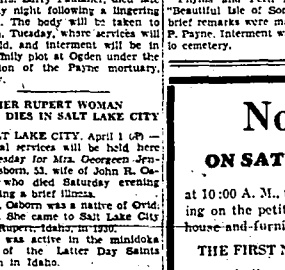 y night following a lingering
The body will be taken to
, Tuesday, where services will
ld, and interment will be in
mily plot at Ogden under the
ion of the Payne mortuary.
HER RUPERT WOMAN
DIES IN SALT LAKE CITY
T LAKE CITY, April 1 (AP) —
al services will be held here
esday for Mrs. Georgeen Jen-
sborn, 53, wife of John R. Os-
who died Saturday evening
ing a brief illness.
Osborn was a native of Ovid,
She came to Salt Lake City
Rupert, Idaho, in 1930.
was active in the minidoka
of the Latter Day Saints
in Idaho.
"Beautiful Isle of So
brief remarks were m
P. Payne. Interment w
to cemetery.
No
ON SAT
at 10:00 A. M.,
ing on the petit
house and furni
THE FIRST N